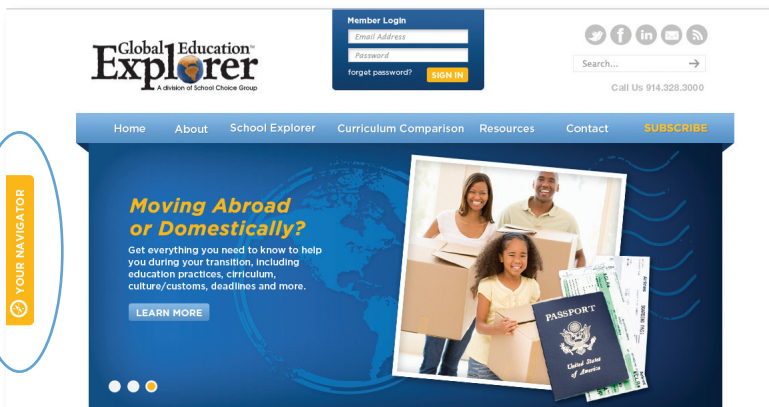 Member Login
Email Address
Password
forget password?
SIGN IN
Global Education™
Explorer
A division of School Choice Group
Search...
Call Us 914.328.3000
Home
About
School Explorer
Curriculum Comparison
Resources
Contact
SUBSCRIBE
YOUR NAVIGATOR
Moving Abroad
or Domestically?
Get everything you need to know to help
you during your transition, including
education practices, cirriculum,
culture/customs, deadlines and more.
LEARN MORE
PASSPORT
United States
of America